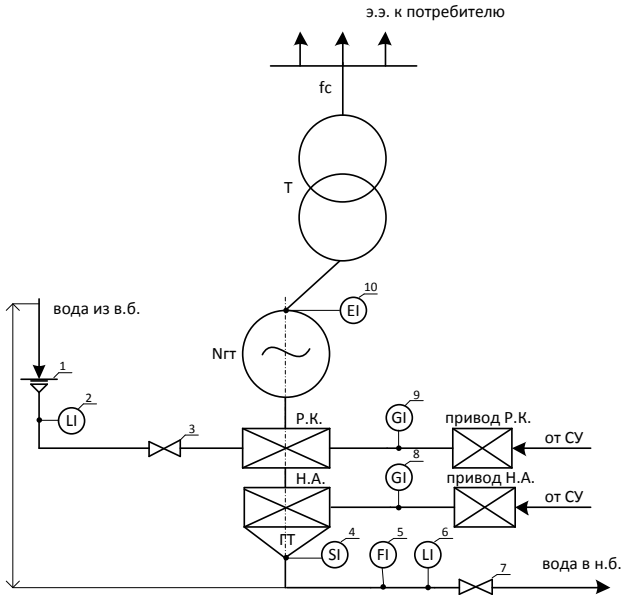 э.э. к потребителю
fс
Т
10
EI
вода из в.б.
Nгт
1
2
LI
3
Р.К.
9
GI
привод Р.К.
от СУ
8
GI
Н.А.
привод Н.А.
от СУ
ГТ
4
SI
5
FI
6
LI
7
вода в н.б.